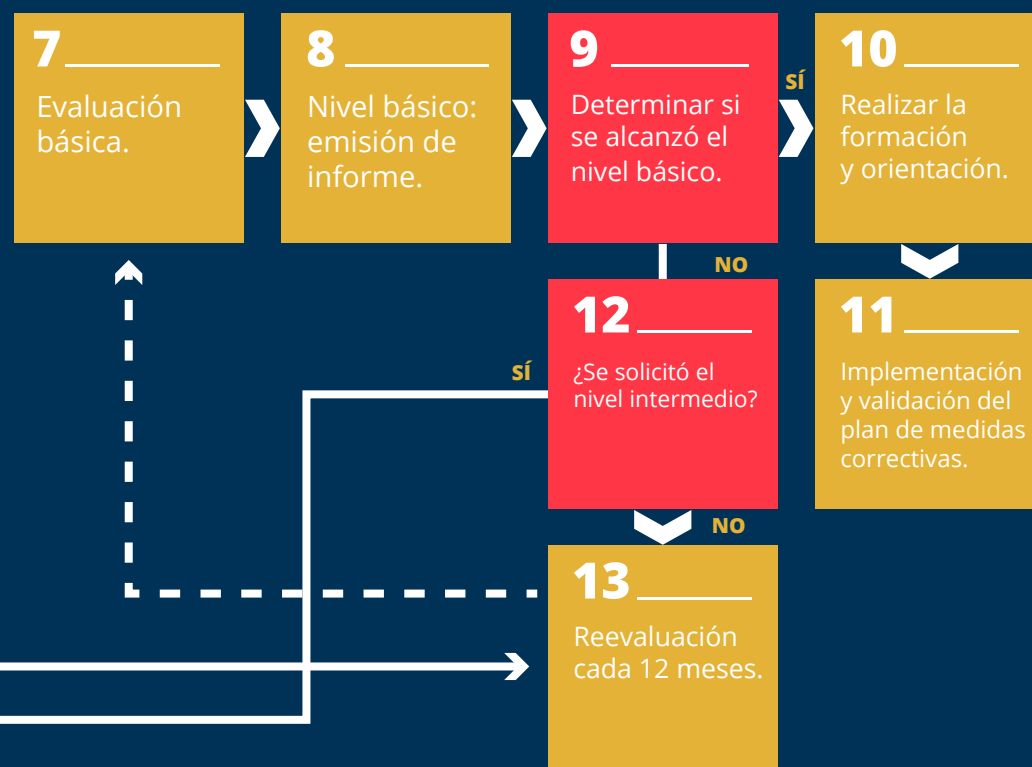 7
Evaluación
básica.
8
Nivel básico:
emisión de
informe.
9
Determinar si
se alcanzó el
nivel básico.
SÍ
10
Realizar la
formación
y orientación.
NO
12
¿Se solicitó el
nivel intermedio?
SÍ
11
Implementación
y validación del
plan de medidas
correctivas.
NO
13
Reevaluación
cada 12 meses.